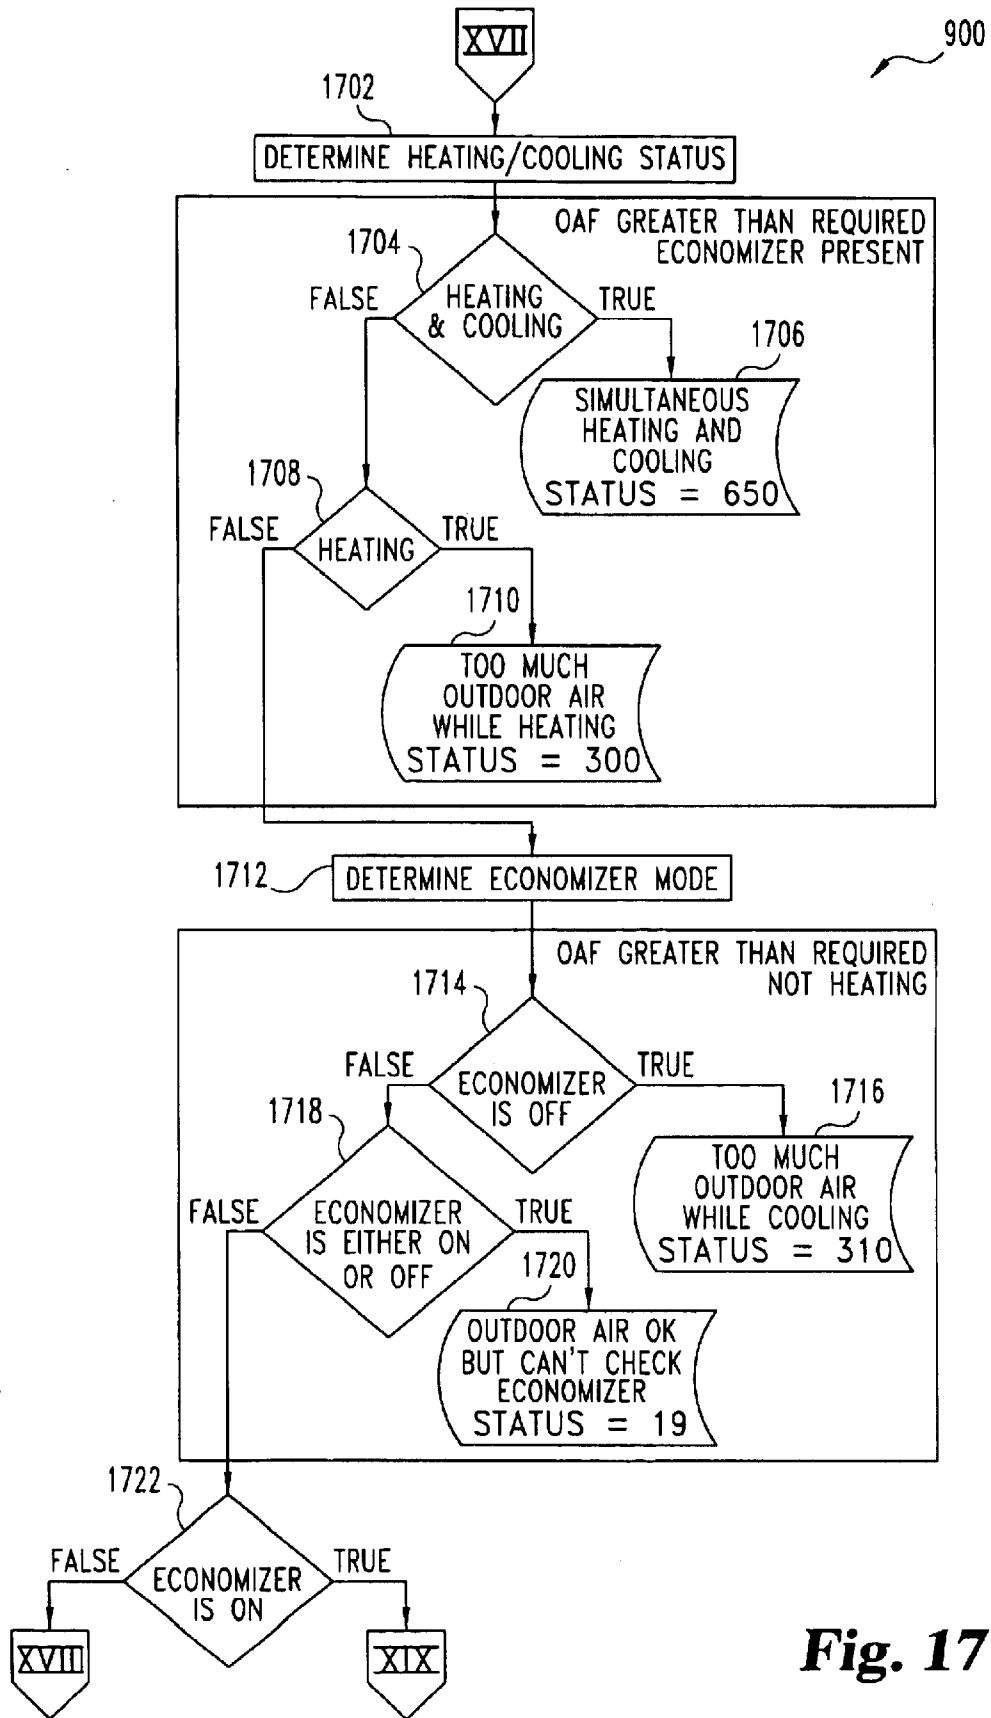 XVII
900
1702
DETERMINE HEATING/COOLING STATUS
OAF GREATER THAN REQUIRED
ECONOMIZER PRESENT
1704
FALSE
HEATING
& COOLING
TRUE
1706
SIMULTANEOUS
HEATING AND
COOLING
STATUS = 650
1708
FALSE
HEATING
TRUE
1710
TOO MUCH
OUTDOOR AIR
WHILE HEATING
STATUS = 300
1712
DETERMINE ECONOMIZER MODE
OAF GREATER THAN REQUIRED
NOT HEATING
1714
FALSE
ECONOMIZER
IS OFF
TRUE
1716
TOO MUCH
OUTDOOR AIR
WHILE COOLING
STATUS = 310
1718
FALSE
ECONOMIZER
IS EITHER ON
OR OFF
TRUE
1720
OUTDOOR AIR OK
BUT CAN'T CHECK
ECONOMIZER
STATUS = 19
1722
FALSE
ECONOMIZER
IS ON
TRUE
XVIII
XIX
Fig. 17